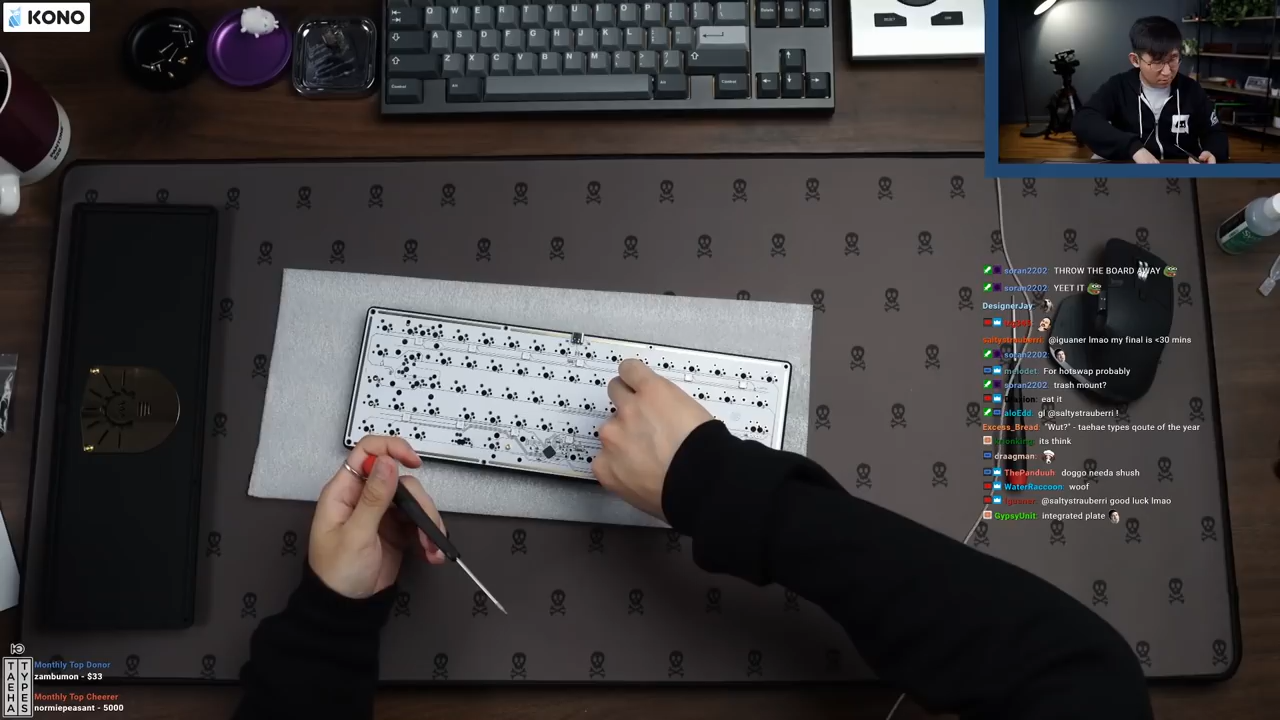 KONO
soran2202: THROW THE BOARD AWAY
soran2202: YEET IT
DesignerJay:
saltystrauberri: @iguaner lmao my final is <30 mins
soran2202:
melodet: For hotswap probably
soran2202: trash mount?
eat it
aloEdd: gl @saltystrauberri !
Excess_Bread: "Wut?" - taehae types qoute of the year
its think
draagman:
ThePanduuh: doggo needa shush
WaterRaccoon: woof
iguaner: @saltystrauberri good luck lmao
GypsyUnit: integrated plate
Monthly Top Donor
zambumon - $33
Monthly Top Cheerer
normiepeasant - 5000
TAEHA
TYPES